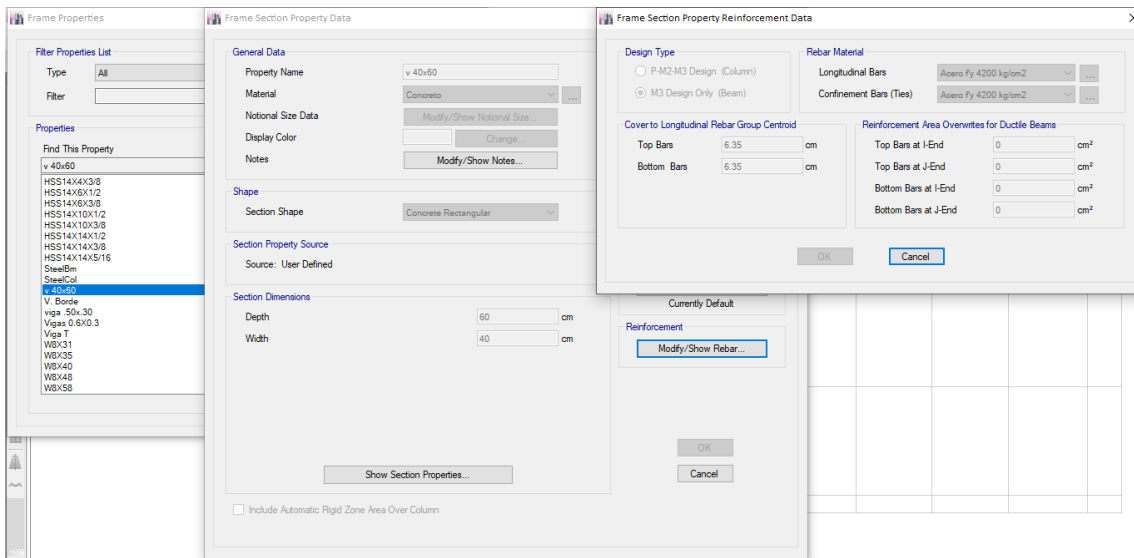 Frame Properties
Filter Properties List
Type All
Filter
Properties
Find This Property
v 40x60
HSS14X4X3/8
HSS14X6X1/2
HSS14X6X3/8
HSS14X10X1/2
HSS14X10X3/8
HSS14X14X1/2
HSS14X14X3/8
HSS14X14X5/16
SteelBm
SteelCol
v 40x60
V. Borde
viga .50x.30
Vigas 0.6X0.3
Viga T
W8X31
W8X35
W8X40
W8X48
W8X58
Frame Section Property Data
General Data
Property Name v 40x60
Material Concreto ...
Notional Size Data Modify/Show Notional Size...
Display Color Change...
Notes Modify/Show Notes...
Shape
Section Shape Concrete Rectangular
Section Property Source
Source: User Defined
Section Dimensions
Depth 60 cm
Width 40 cm
Show Section Properties...
Include Automatic Rigid Zone Area Over Column
Currently Default
Reinforcement
Modify/Show Rebar...
OK
Cancel
Frame Section Property Reinforcement Data
Design Type
P-M2-M3 Design (Column)
M3 Design Only (Beam)
Rebar Material
Longitudinal Bars Acero f'y 4200 kg/cm2 ...
Confinement Bars (Ties) Acero f'y 4200 kg/cm2 ...
Cover to Longitudinal Rebar Group Centroid
Top Bars 6.35 cm
Bottom Bars 6.35 cm
Reinforcement Area Overwrites for Ductile Beams
Top Bars at I-End 0 cm²
Top Bars at J-End 0 cm²
Bottom Bars at I-End 0 cm²
Bottom Bars at J-End 0 cm²
OK Cancel